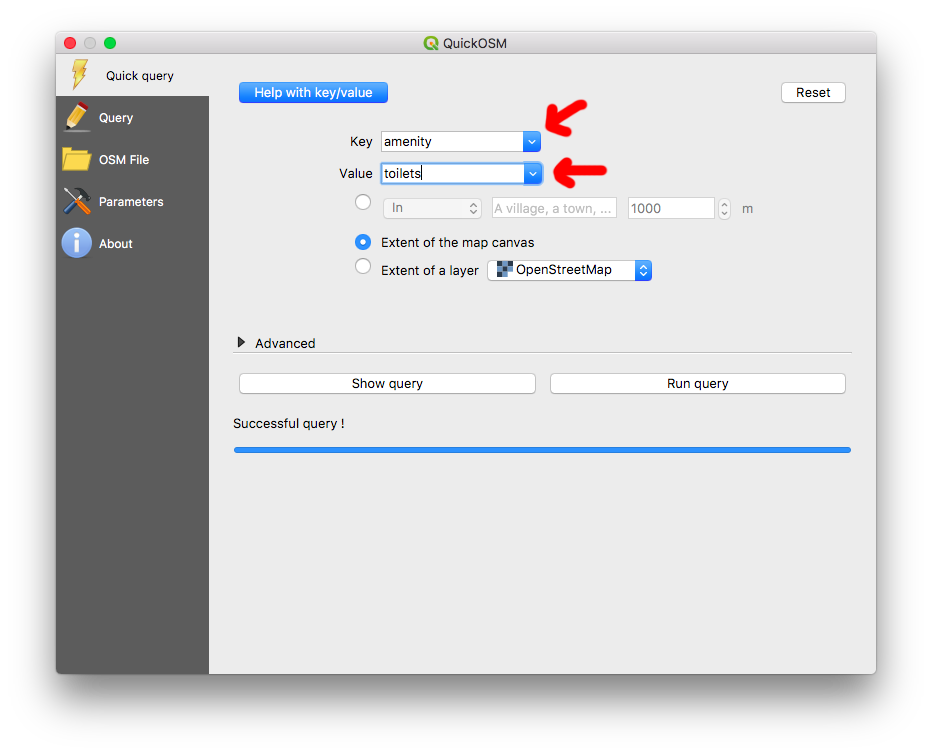 QuickOSM
Quick query
Query
OSM File
Parameters
About
Help with key/value
Reset
Key amenity
Value toilets
In A village, a town, ... 1000 m
Extent of the map canvas
Extent of a layer OpenStreetMap
Advanced
Show query Run query
Successful query !